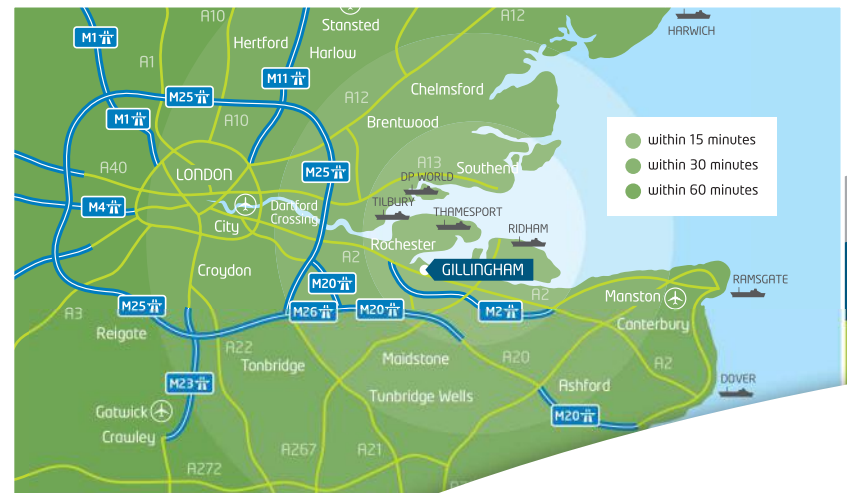 A10
Stansted
A12
HARWICH
M1
Hertford
Harlow
A1
M11
Chelmsford
M25
A12
M1
A10
Brentwood
within 15 minutes
within 30 minutes
within 60 minutes
A40
LONDON
M25
A13
Southend
DP WORLD
M4
City
Dartford
Crossing
TILBURY
THAMESPORT
RIDHAM
Rochester
A2
Croydon
GILLINGHAM
M20
RAMSGATE
Manston
A2
M25
A3
M26
M20
M2
Canterbury
Reigate
A22
Tonbridge
Maidstone
A20
A2
M23
Tunbridge Wells
Ashford
DOVER
Gatwick
M20
Crawley
A267
A21
A272